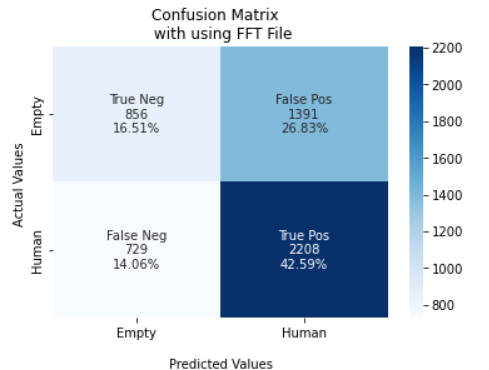 Confusion Matrix
with using FFT File
True Neg
856
16.51%
False Pos
1391
26.83%
False Neg
729
14.06%
True Pos
2208
42.59%
Empty
Human
Actual Values
Empty
Human
Predicted Values
2200
2000
1800
1600
1400
1200
1000
800